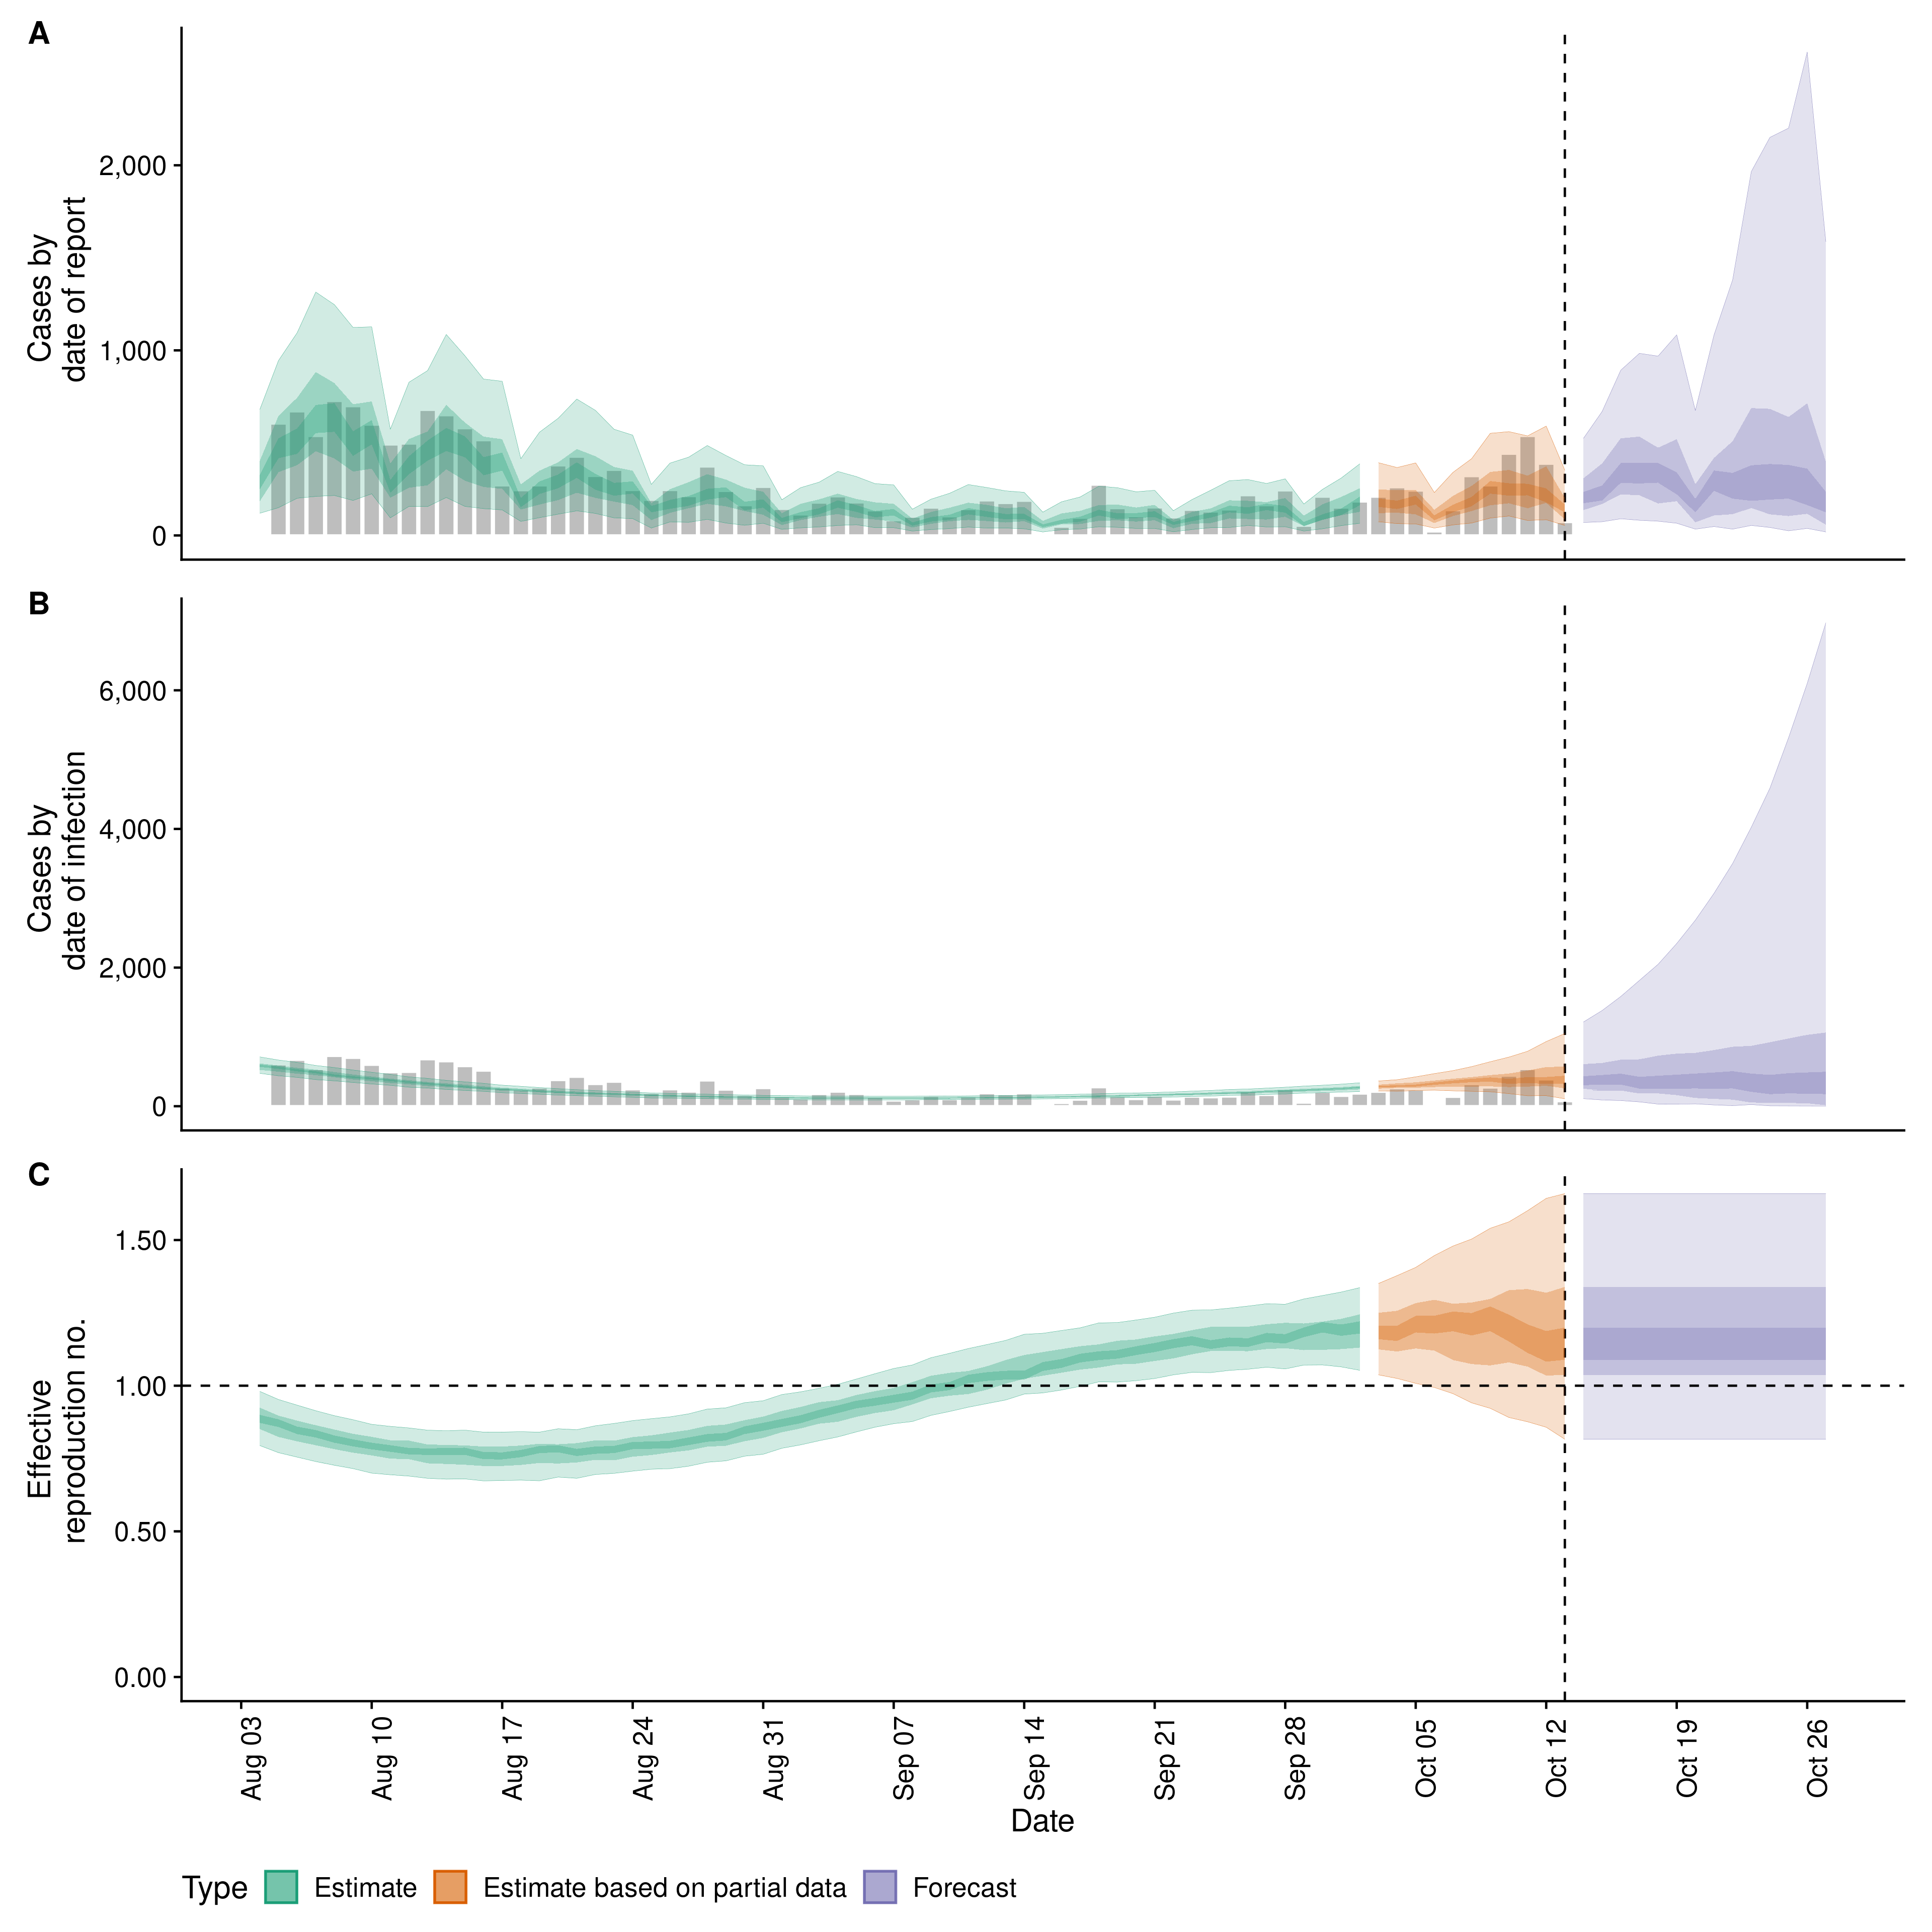 A
Cases by
date of report
2,000
1,000
0
B
Cases by
date of infection
6,000
4,000
2,000
0
C
Effective
reproduction no.
1.50
1.00
0.50
0.00
Aug 03
Aug 10
Aug 17
Aug 24
Aug 31
Sep 07
Sep 14
Sep 21
Sep 28
Oct 05
Oct 12
Oct 19
Oct 26
Date
Type Estimate Estimate based on partial data Forecast